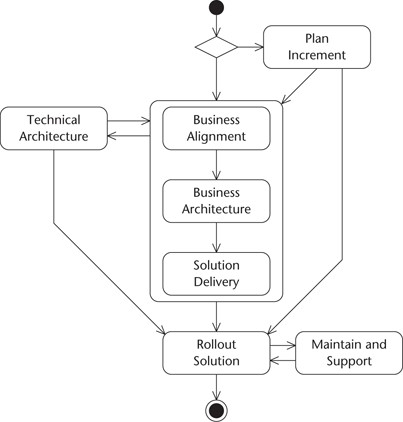 Plan
Increment
Technical
Architecture
Business
Alignment
Business
Architecture
Solution
Delivery
Rollout
Solution
Maintain and
Support